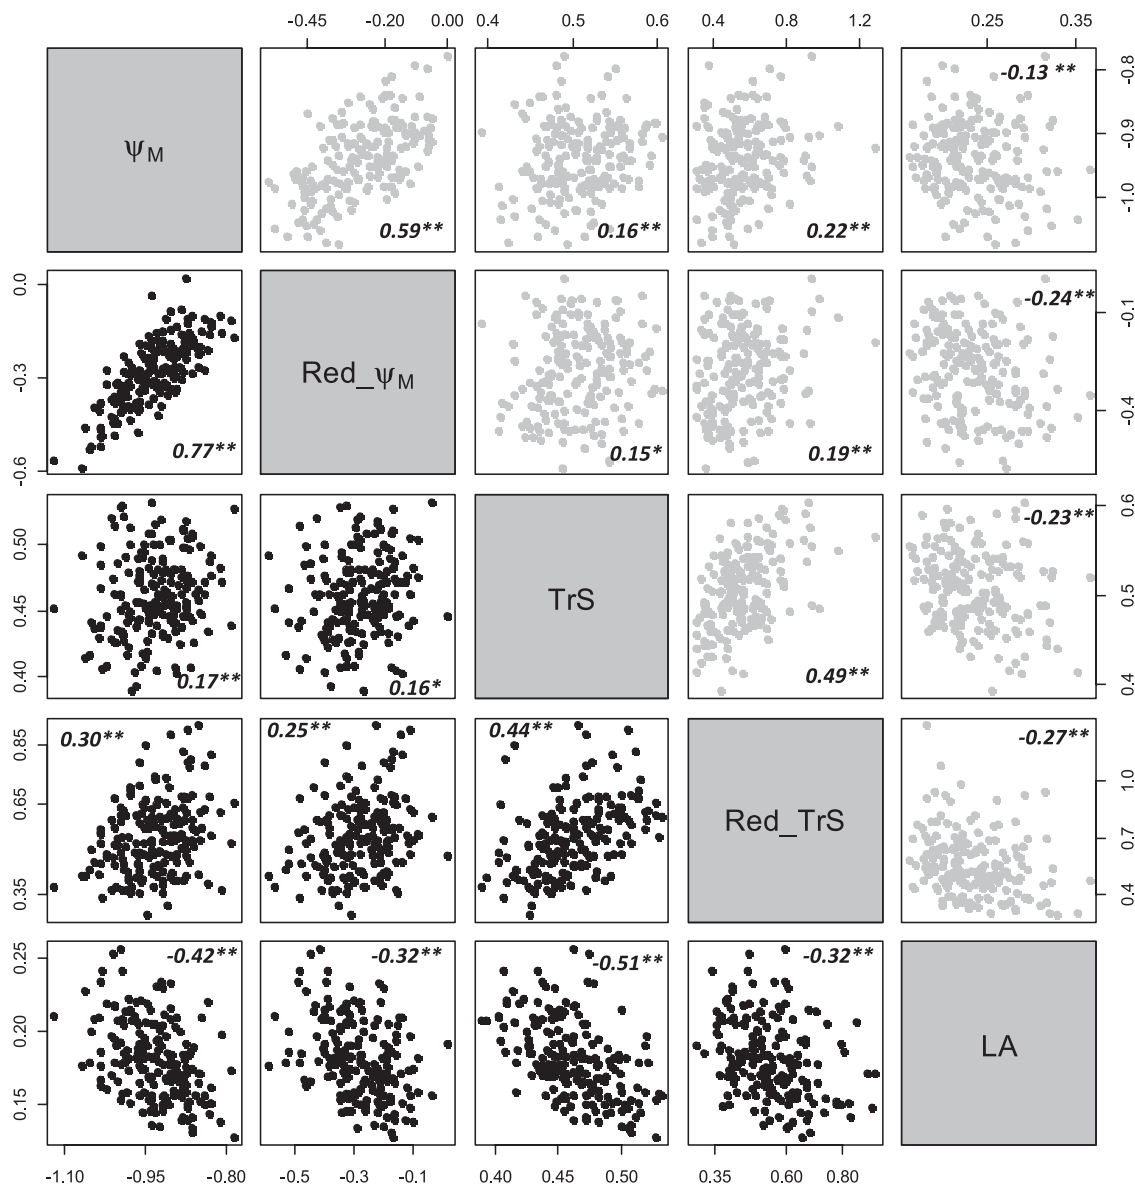 -0.45 0.00 0.4 0.5 0.6 0.4 0.8 1.2 0.25 0.35
ψM 0.59** 0.16** 0.22** -0.13 **
-0.8 -0.9 -1.0
0.0 -0.3 -0.6
0.77** Red_ψM 0.15* 0.19** -0.24**
-0.1 -0.4
0.50 0.45 0.40
0.17** 0.16* TrS 0.49** -0.23**
0.6 0.5 0.4
0.85 0.65 0.35
0.30** 0.25** 0.44** Red_TrS -0.27**
1.0 0.7 0.4
0.25 0.20 0.15
-0.42** -0.32** -0.51** -0.32** LA
-1.10 -0.95 -0.80 -0.5 -0.3 -0.1 0.40 0.45 0.50 0.35 0.60 0.80